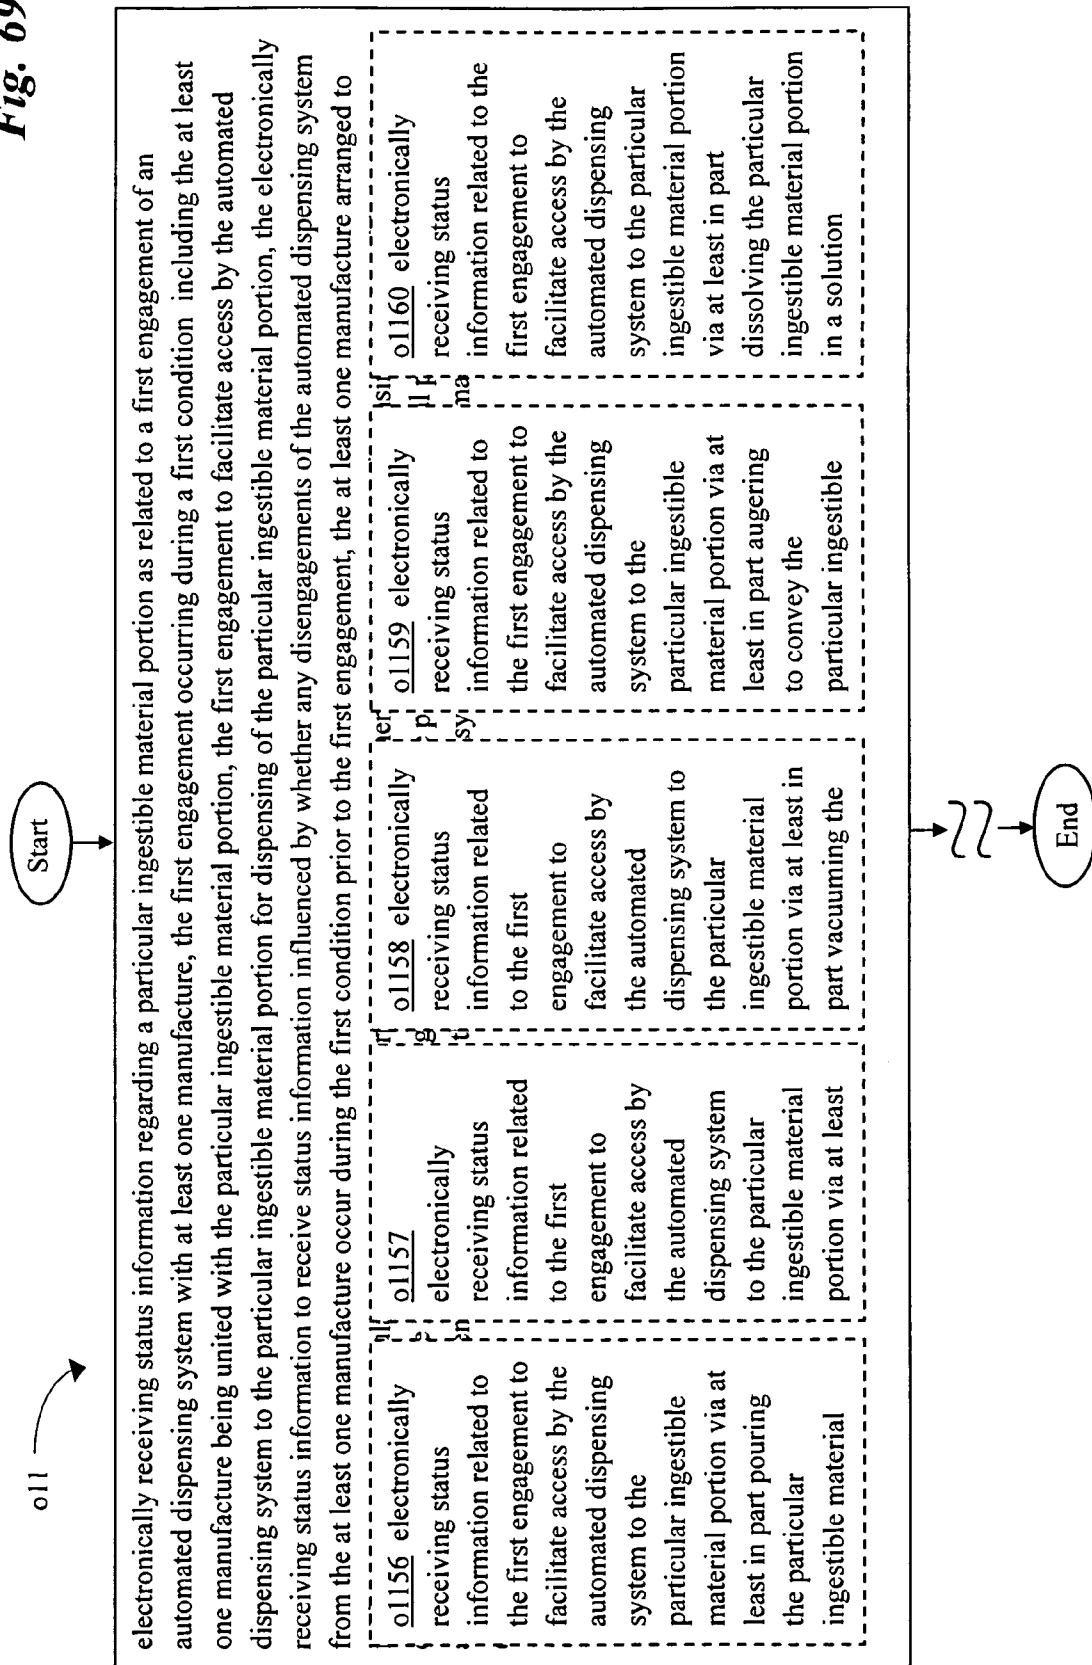 Fig. 69
o11
Start
electronically receiving status information regarding a particular ingestible material portion as related to a first engagement of an
automated dispensing system with at least one manufacture, the first engagement occurring during a first condition including the at least
one manufacture being united with the particular ingestible material portion, the first engagement to facilitate access by the automated
dispensing system to the particular ingestible material portion for dispensing of the particular ingestible material portion, the electronically
receiving status information to receive status information influenced by whether any disengagements of the automated dispensing system
from the at least one manufacture occur during the first condition prior to the first engagement, the at least one manufacture arranged to
o1156 electronically
receiving status
information related to
the first engagement to
facilitate access by the
automated dispensing
system to the
particular ingestible
material portion via at
least in part pouring
the particular
ingestible material
o1157
electronically
receiving status
information related
to the first
engagement to
facilitate access by
the automated
dispensing system
to the particular
ingestible material
portion via at least
o1158 electronically
receiving status
information related
to the first
engagement to
facilitate access by
the automated
dispensing system to
the particular
ingestible material
portion via at least in
part vacuuming the
o1159 electronically
receiving status
information related to
the first engagement to
facilitate access by the
automated dispensing
system to the
particular ingestible
material portion via at
least in part augering
to convey the
particular ingestible
o1160 electronically
receiving status
information related to the
first engagement to
facilitate access by the
automated dispensing
system to the particular
ingestible material portion
via at least in part
dissolving the particular
ingestible material portion
in a solution
End